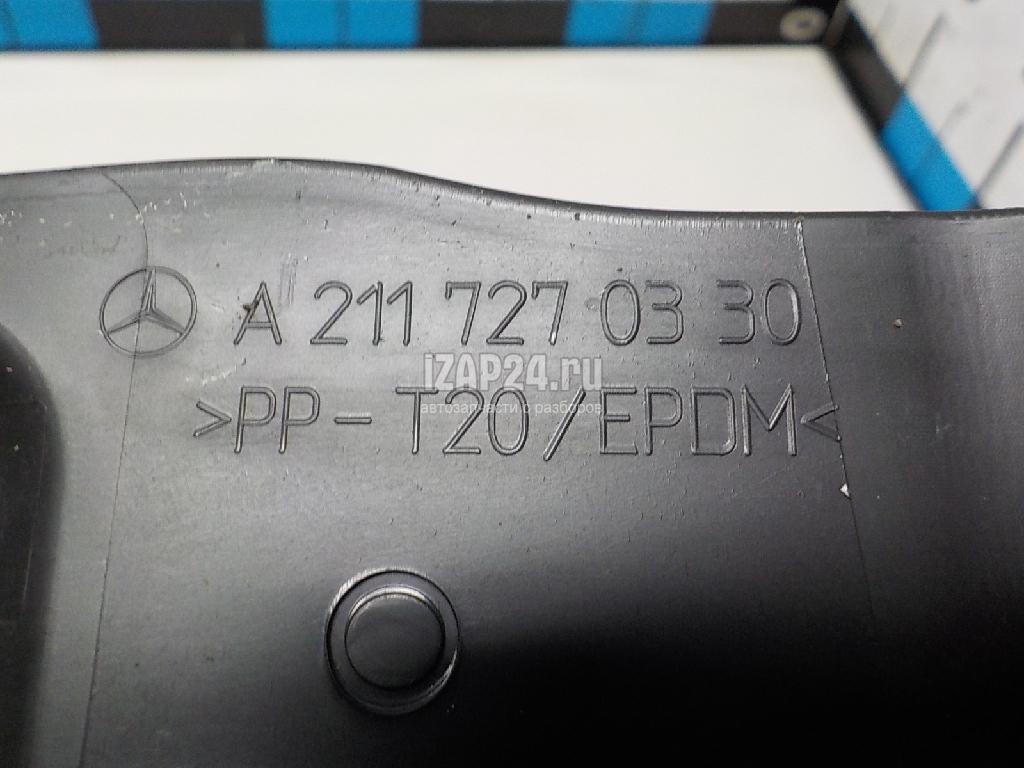 A 211 727 03 30
iZAP24.ru
автозапчасти с разборов
>PP-T20/EPDM<